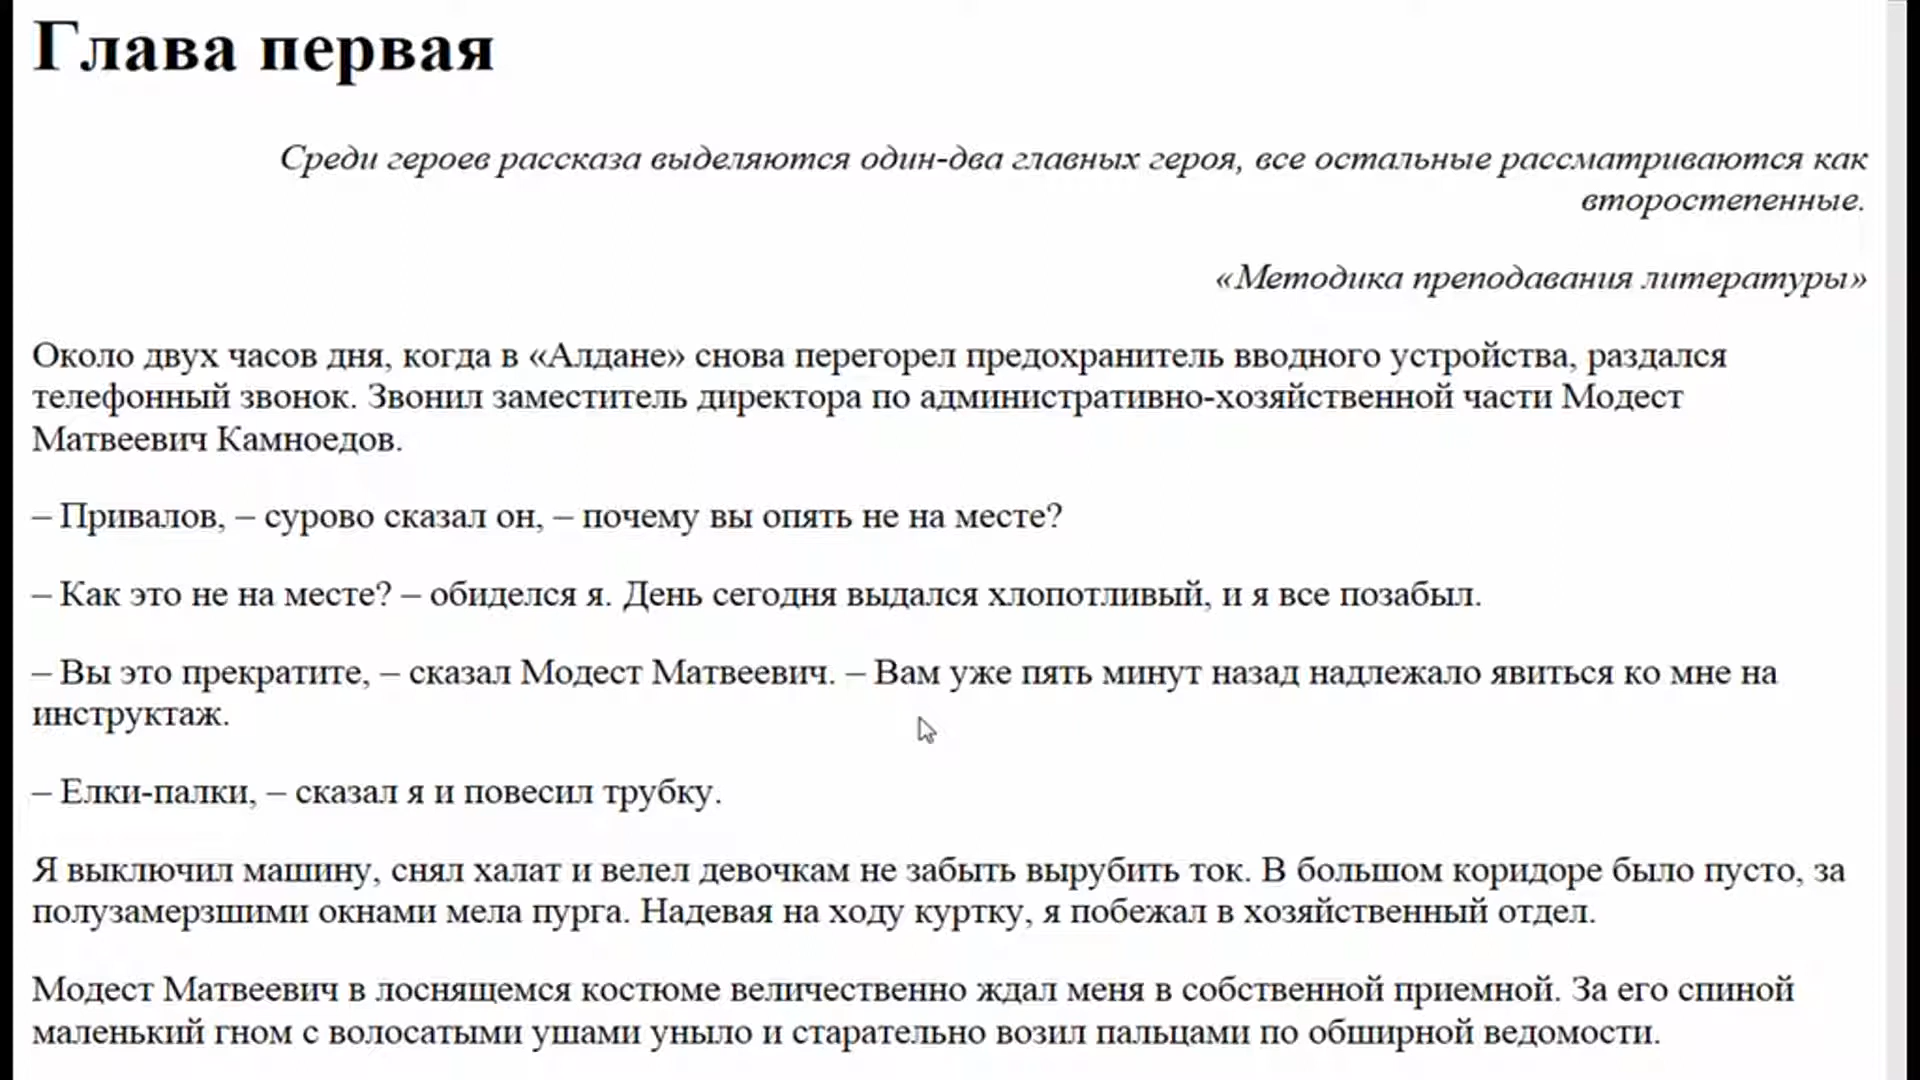 Глава первая
Среди героев рассказа выделяются один-два главных героя, все остальные рассматриваются как
второстепенные.
«Методика преподавания литературы»
Около двух часов дня, когда в «Алдане» снова перегорел предохранитель вводного устройства, раздался
телефонный звонок. Звонил заместитель директора по административно-хозяйственной части Модест
Матвеевич Камноедов.
– Привалов, – сурово сказал он, – почему вы опять не на месте?
– Как это не на месте? – обиделся я. День сегодня выдался хлопотливый, и я все позабыл.
– Вы это прекратите, – сказал Модест Матвеевич. – Вам уже пять минут назад надлежало явиться ко мне на
инструктаж.
– Елки-палки, – сказал я и повесил трубку.
Я выключил машину, снял халат и велел девочкам не забыть вырубить ток. В большом коридоре было пусто, за
полузамерзшими окнами мела пурга. Надевая на ходу куртку, я побежал в хозяйственный отдел.
Модест Матвеевич в лоснящемся костюме величественно ждал меня в собственной приемной. За его спиной
маленький гном с волосатыми ушами уныло и старательно возил пальцами по обширной ведомости.